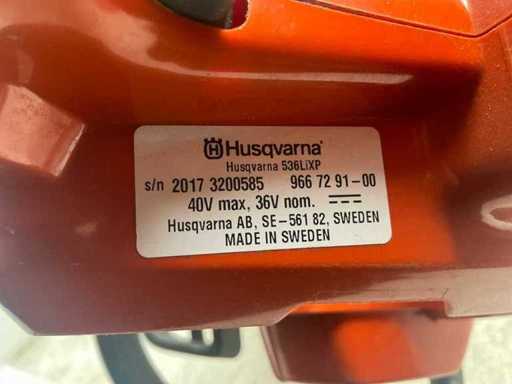 Husqvarna
Husqvarna 536LiXP
s/n 2017 3200585 966 72 91-00
40V max, 36V nom.
Husqvarna AB, SE-561 82, SWEDEN
MADE IN SWEDEN